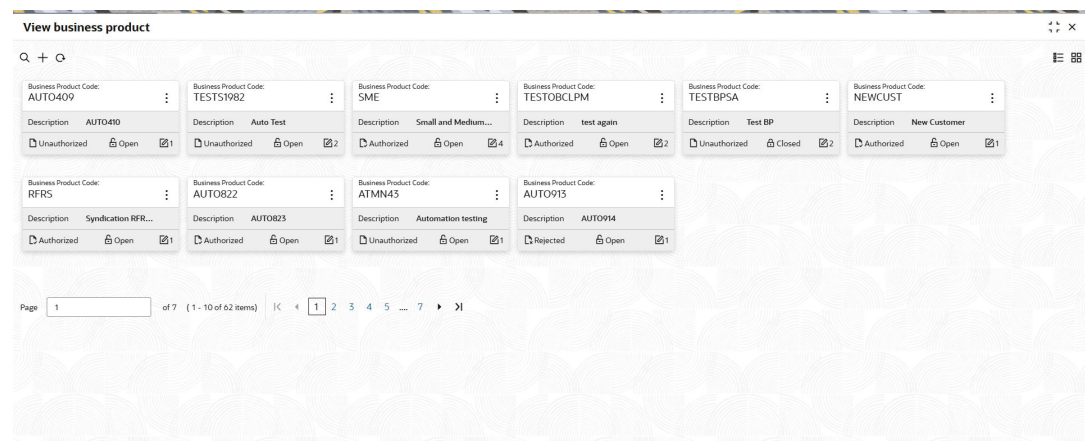 View business product
Business Product Code: Business Product Code: Business Product Code: Business Product Code: Business Product Code: Business Product Code:
AUTO409 TESTS1982 SME TESTOBCLPM TESTBPSA NEWCUST
Description AUTO410 Description Auto Test Description Small and Medium... Description test again Description Test BP Description New Customer
Unauthorized Open 1 Unauthorized Open 2 Authorized Open 4 Authorized Open 2 Unauthorized Closed 2 Authorized Open 1
Business Product Code: Business Product Code: Business Product Code: Business Product Code:
RFRS AUTO822 ATMN43 AUTO913
Description Syndication RFR... Description AUTO823 Description Automation testing Description AUTO914
Authorized Open 1 Authorized Open 1 Unauthorized Open 1 Rejected Open 1
Page 1 of 7 (1 - 10 of 62 items) 1 2 3 4 5 .... 7